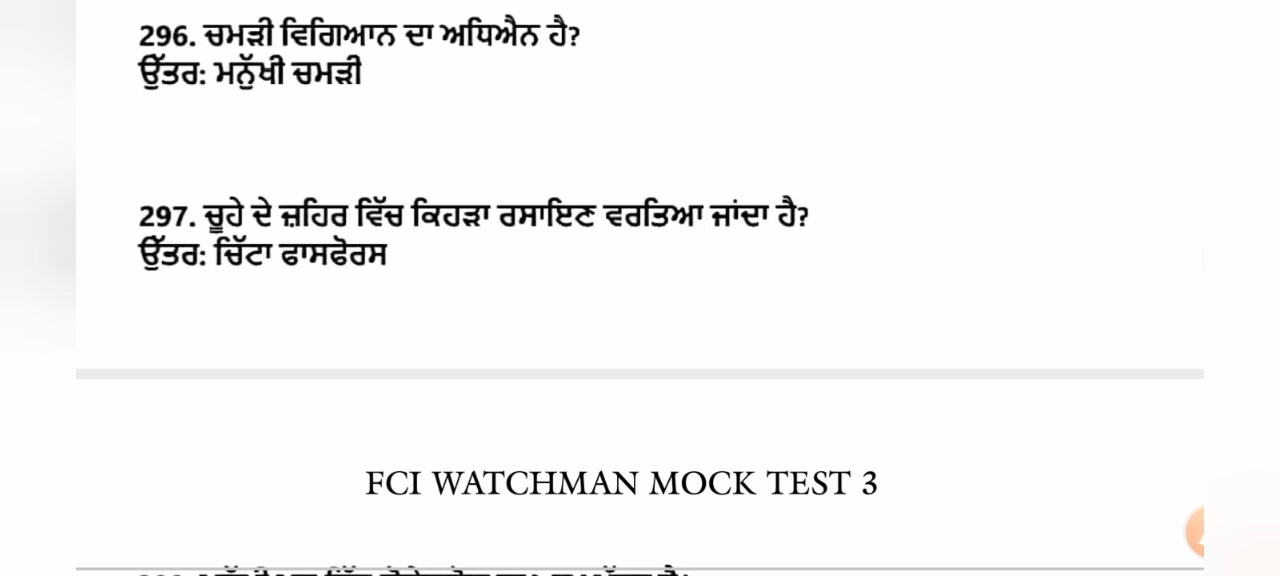 296. ਚਮੜੀ ਵਿਗਿਆਨ ਦਾ ਅਧਿਐਨ ਹੈ?
ਉੱਤਰ: ਮਨੁੱਖੀ ਚਮੜੀ
297. ਚੂਹੇ ਦੇ ਜ਼ਹਿਰ ਵਿੱਚ ਕਿਹੜਾ ਰਸਾਇਣ ਵਰਤਿਆ ਜਾਂਦਾ ਹੈ?
ਉੱਤਰ: ਚਿੱਟਾ ਫਾਸਫੋਰਸ
FCI WATCHMAN MOCK TEST 3